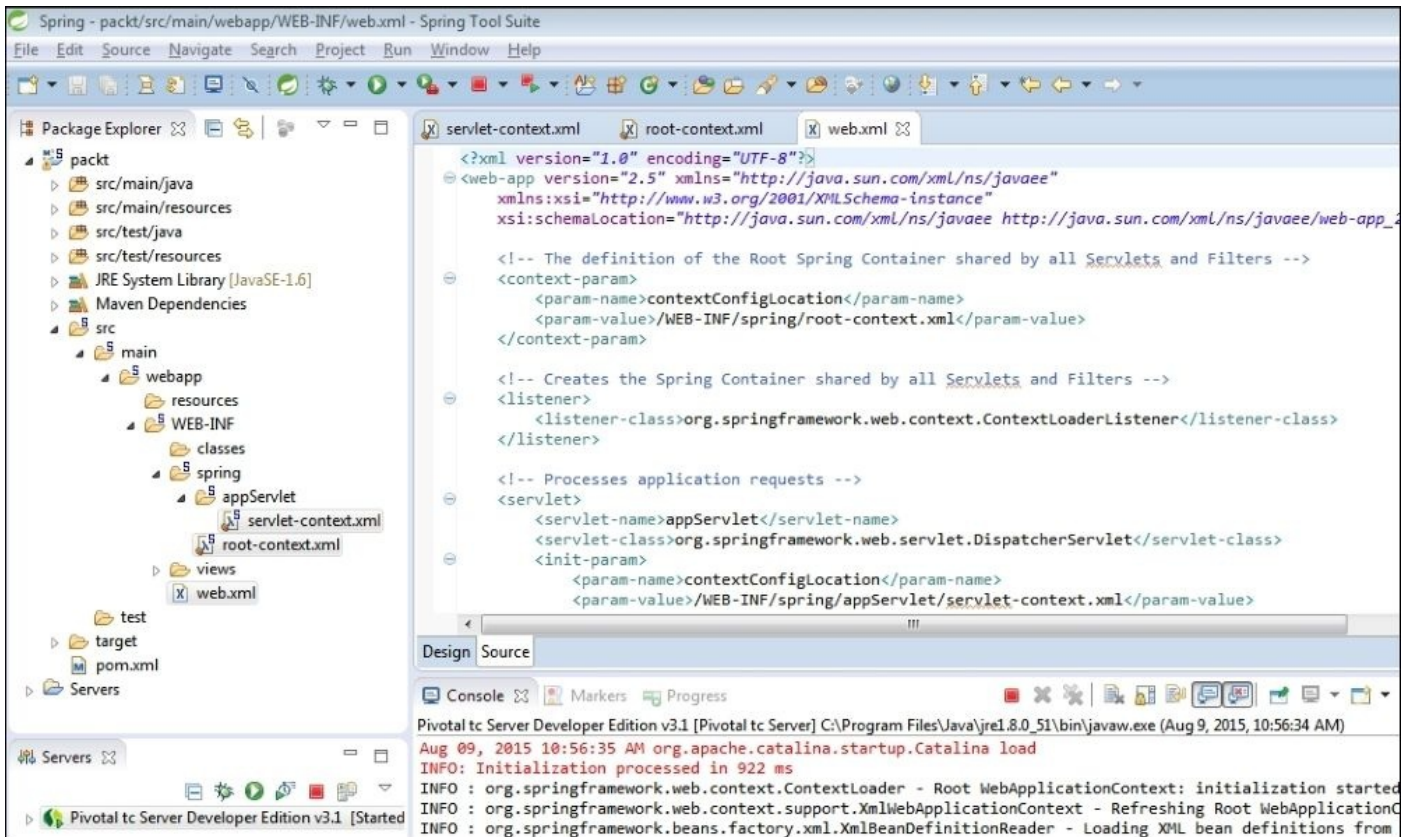 Spring - packt/src/main/webapp/WEB-INF/web.xml - Spring Tool Suite
File Edit Source Navigate Search Project Run Window Help
Package Explorer
packt
src/main/java
src/main/resources
src/test/java
src/test/resources
JRE System Library [JavaSE-1.6]
Maven Dependencies
src
main
webapp
resources
WEB-INF
classes
spring
appServlet
servlet-context.xml
root-context.xml
views
web.xml
test
target
pom.xml
Servers
servlet-context.xml root-context.xml web.xml
<?xml version="1.0" encoding="UTF-8"?>
<web-app version="2.5" xmlns="http://java.sun.com/xml/ns/javaee"
xmlns:xsi="http://www.w3.org/2001/XMLSchema-instance"
xsi:schemaLocation="http://java.sun.com/xml/ns/javaee http://java.sun.com/xml/ns/javaee/web-app_2
<!-- The definition of the Root Spring Container shared by all Servlets and Filters -->
<context-param>
<param-name>contextConfigLocation</param-name>
<param-value>/WEB-INF/spring/root-context.xml</param-value>
</context-param>
<!-- Creates the Spring Container shared by all Servlets and Filters -->
<listener>
<listener-class>org.springframework.web.context.ContextLoaderListener</listener-class>
</listener>
<!-- Processes application requests -->
<servlet>
<servlet-name>appServlet</servlet-name>
<servlet-class>org.springframework.web.servlet.DispatcherServlet</servlet-class>
<init-param>
<param-name>contextConfigLocation</param-name>
<param-value>/WEB-INF/spring/appServlet/servlet-context.xml</param-value>
Design Source
Console Markers Progress
Pivotal tc Server Developer Edition v3.1 [Pivotal tc Server] C:\Program Files\Java\jre1.8.0_51\bin\javaw.exe (Aug 9, 2015, 10:56:34 AM)
Aug 09, 2015 10:56:35 AM org.apache.catalina.startup.Catalina load
INFO: Initialization processed in 922 ms
INFO : org.springframework.web.context.ContextLoader - Root WebApplicationContext: initialization started
INFO : org.springframework.web.context.support.XmlWebApplicationContext - Refreshing Root WebApplicationC
INFO : org.springframework.beans.factory.xml.XmlBeanDefinitionReader - Loading XML bean definitions from
Servers
Pivotal tc Server Developer Edition v3.1 [Started